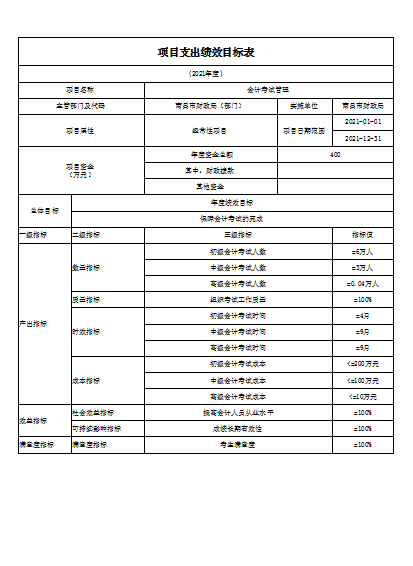 项目支出绩效目标表
（2021年度）
项目名称 会计考试管理
主管部门及代码 南昌市财政局（部门） 实施单位 南昌市财政局
项目属性 经常性项目 项目日期范围 2021-01-01
2021-12-31
项目资金
（万元） 年度资金总额 400
其中：财政拨款
其他资金
总体目标 年度绩效目标
保障会计考试的完成
一级指标 二级指标 三级指标 指标值
产出指标 数量指标 初级会计考试人数 =6万人
中级会计考试人数 =3万人
高级会计考试人数 =0.04万人
质量指标 组织考试工作质量 =100%
时效指标 初级会计考试时间 =4月
中级会计考试时间 =9月
高级会计考试时间 =9月
成本指标 初级会计考试成本 <=200万元
中级会计考试成本 <=100万元
高级会计考试成本 <=10万元
效益指标 社会效益指标 提高会计人员从业水平 =100%
可持续影响指标 成绩长期有效性 =100%
满意度指标 满意度指标 考生满意度 =100%